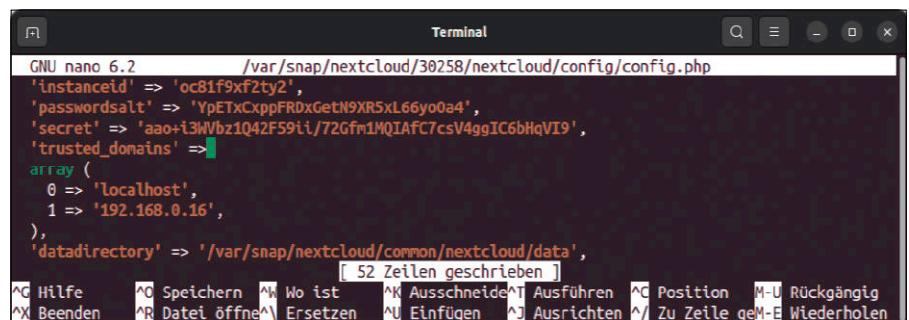 Terminal
GNU nano 6.2 /var/snap/nextcloud/30258/nextcloud/config/config.php
'instanceid' => 'oc81f9xf2ty2',
'passwordsalt' => 'YpETxCxppFRDxGetN9XR5xL66yoOa4',
'secret' => 'aao+i3WVbz1Q42F59ii/72Gfm1MQIAfC7csV4ggIC6bHqVI9',
'trusted_domains' =>
array (
0 => 'localhost',
1 => '192.168.0.16',
),
'datadirectory' => '/var/snap/nextcloud/common/nextcloud/data',
[ 52 Zeilen geschrieben ]
^G Hilfe ^O Speichern ^W Wo ist ^K Ausschneide ^T Ausführen ^C Position M-U Rückgängig
^X Beenden ^R Datei öffne ^\ Ersetzen ^U Einfügen ^J Ausrichten ^/ Zu Zeile ge M-E Wiederholen